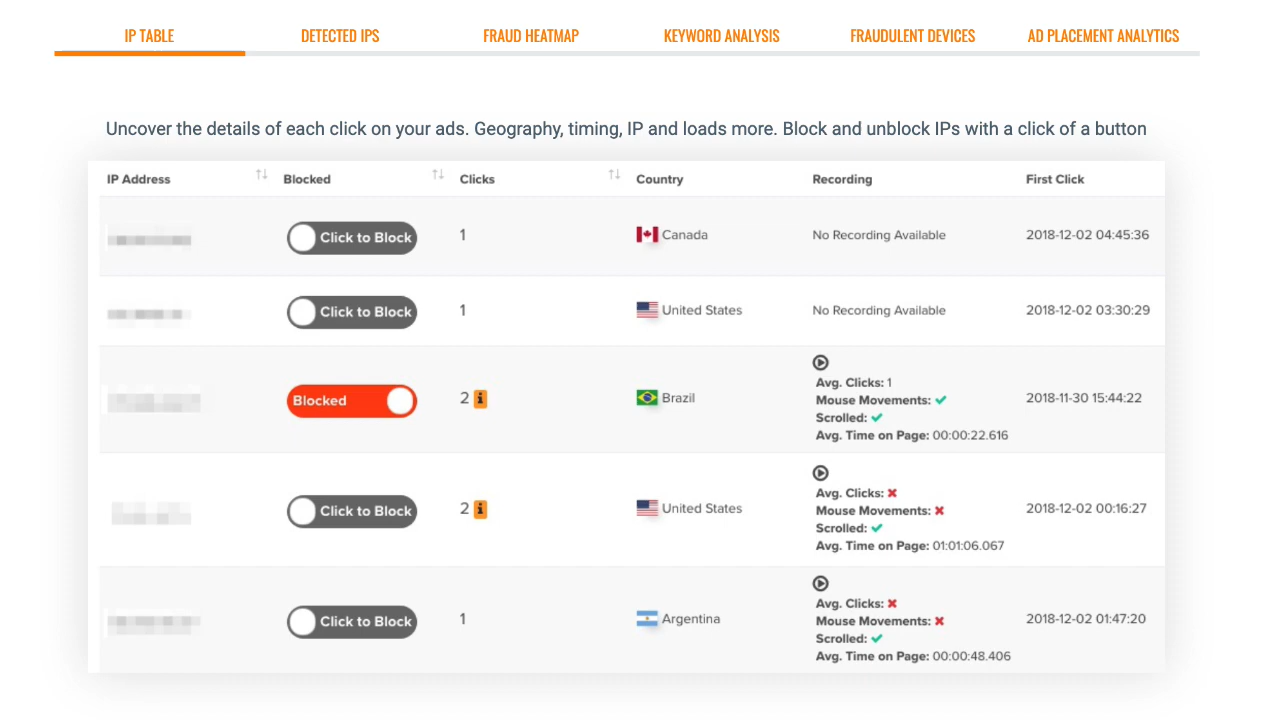 IP TABLE DETECTED IPS FRAUD HEATMAP KEYWORD ANALYSIS FRAUDULENT DEVICES AD PLACEMENT ANALYTICS
Uncover the details of each click on your ads. Geography, timing, IP and loads more. Block and unblock IPs with a click of a button
IP Address Blocked Clicks Country Recording First Click
Click to Block 1 Canada No Recording Available 2018-12-02 04:45:36
Click to Block 1 United States No Recording Available 2018-12-02 03:30:29
Blocked 2 i Brazil 2018-11-30 15:44:22
Avg. Clicks: 1
Mouse Movements:
Scrolled:
Avg. Time on Page: 00:00:22.616
Click to Block 2 i United States 2018-12-02 00:16:27
Avg. Clicks:
Mouse Movements:
Scrolled:
Avg. Time on Page: 01:01:06.067
Click to Block 1 Argentina 2018-12-02 01:47:20
Avg. Clicks:
Mouse Movements:
Scrolled:
Avg. Time on Page: 00:00:48.406